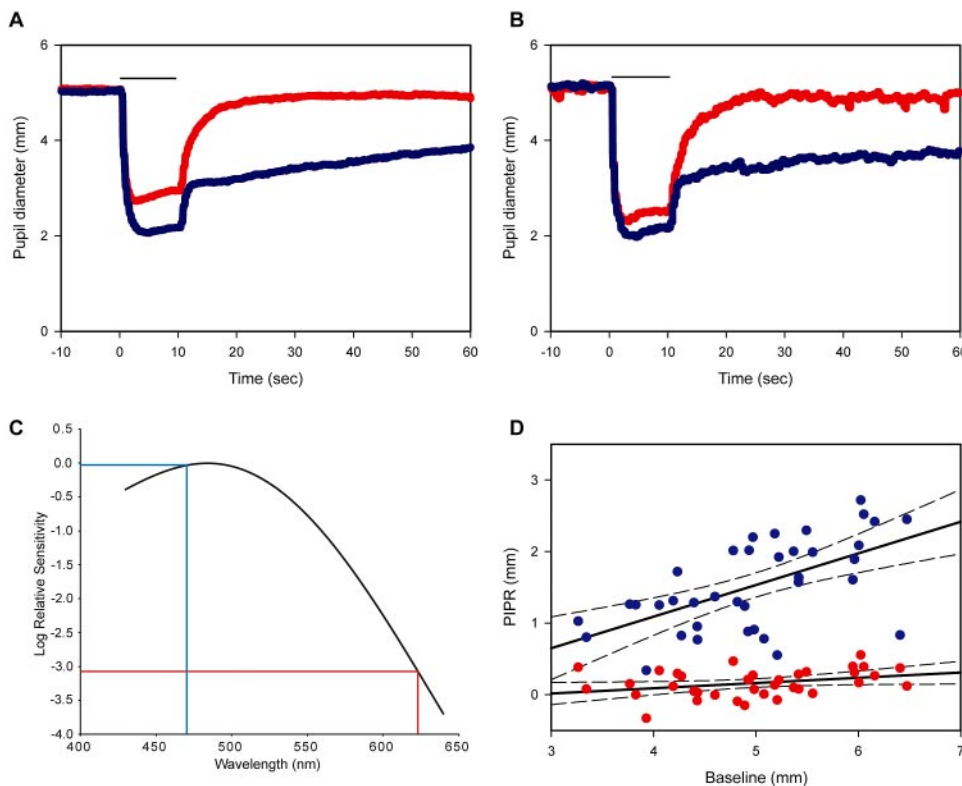 A
6
4
2
0
Pupil diameter (mm)
-10 0 10 20 30 40 50 60
Time (sec)
B
6
4
2
0
Pupil diameter (mm)
-10 0 10 20 30 40 50 60
Time (sec)
C
0.5
0.0
-0.5
-1.0
-1.5
-2.0
-2.5
-3.0
-3.5
-4.0
Log Relative Sensitivity
400 450 500 550 600 650
Wavelength (nm)
D
3
2
1
0
PIPR (mm)
3 4 5 6 7
Baseline (mm)